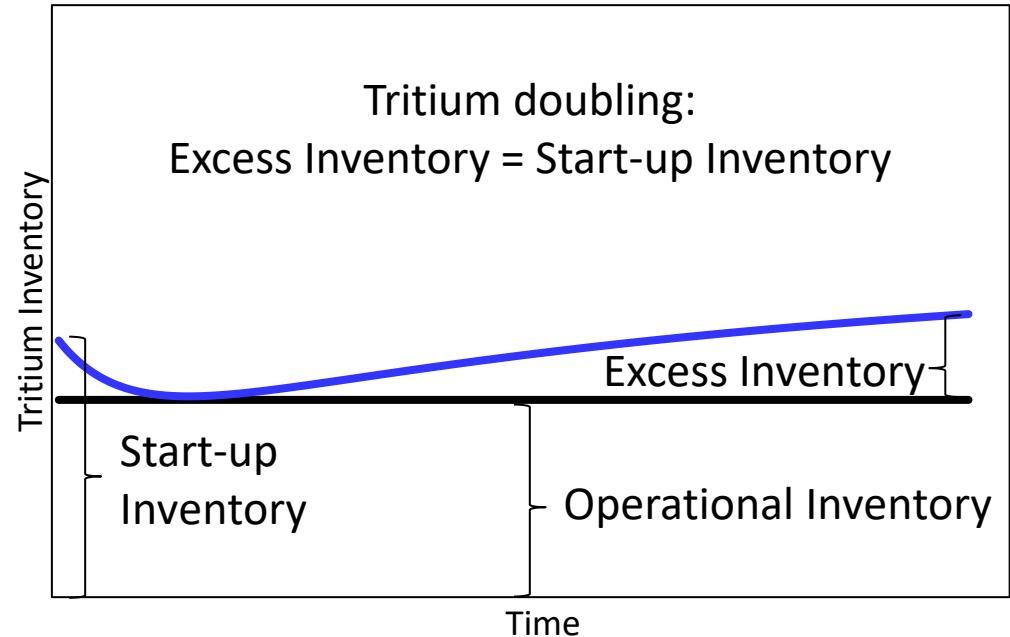 Tritium doubling:
Excess Inventory = Start-up Inventory
Tritium Inventory
Excess Inventory
Start-up
Inventory
Operational Inventory
Time